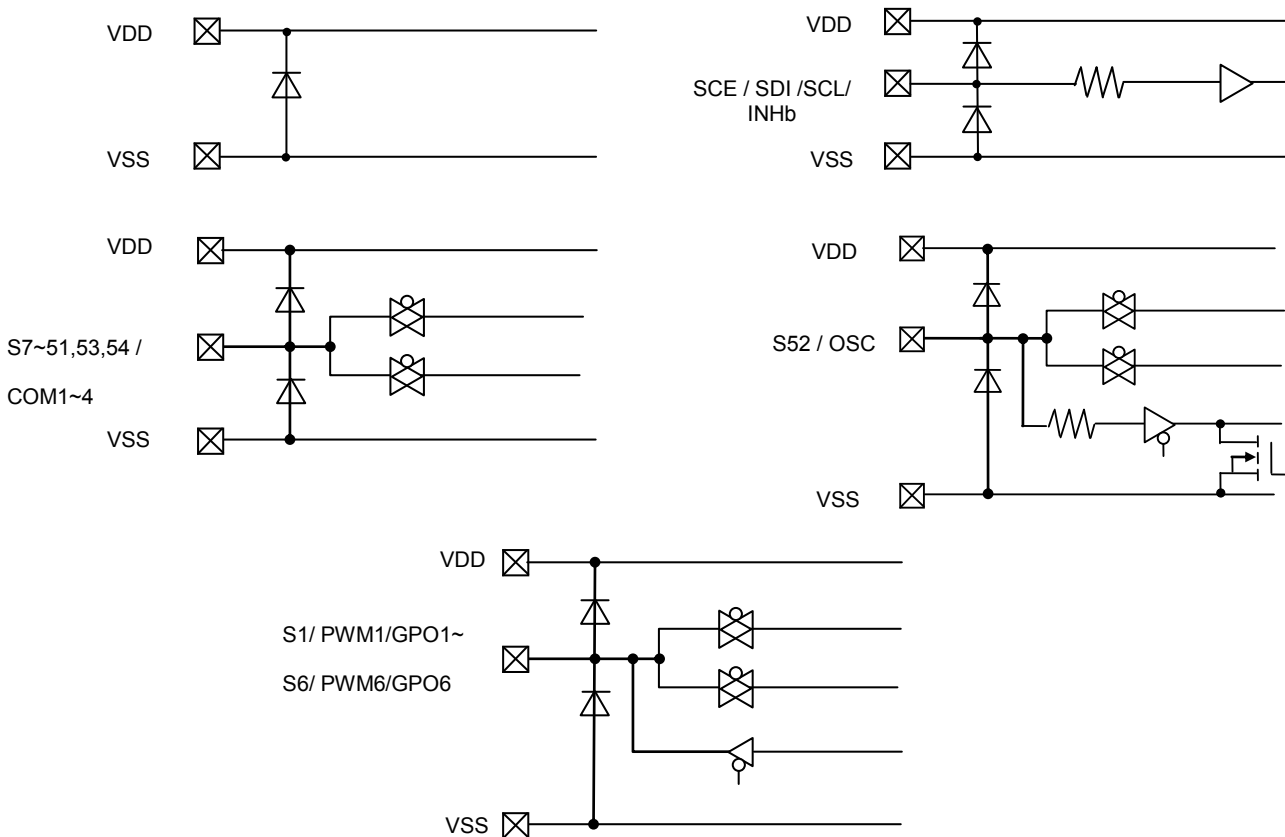 VDD
VSS
VDD
SCE / SDI /SCL/
INHb
VSS
VDD
S7~51,53,54 /
COM1~4
VSS
VDD
S52 / OSC
VSS
VDD
S1/ PWM1/GPO1~
S6/ PWM6/GPO6
VSS